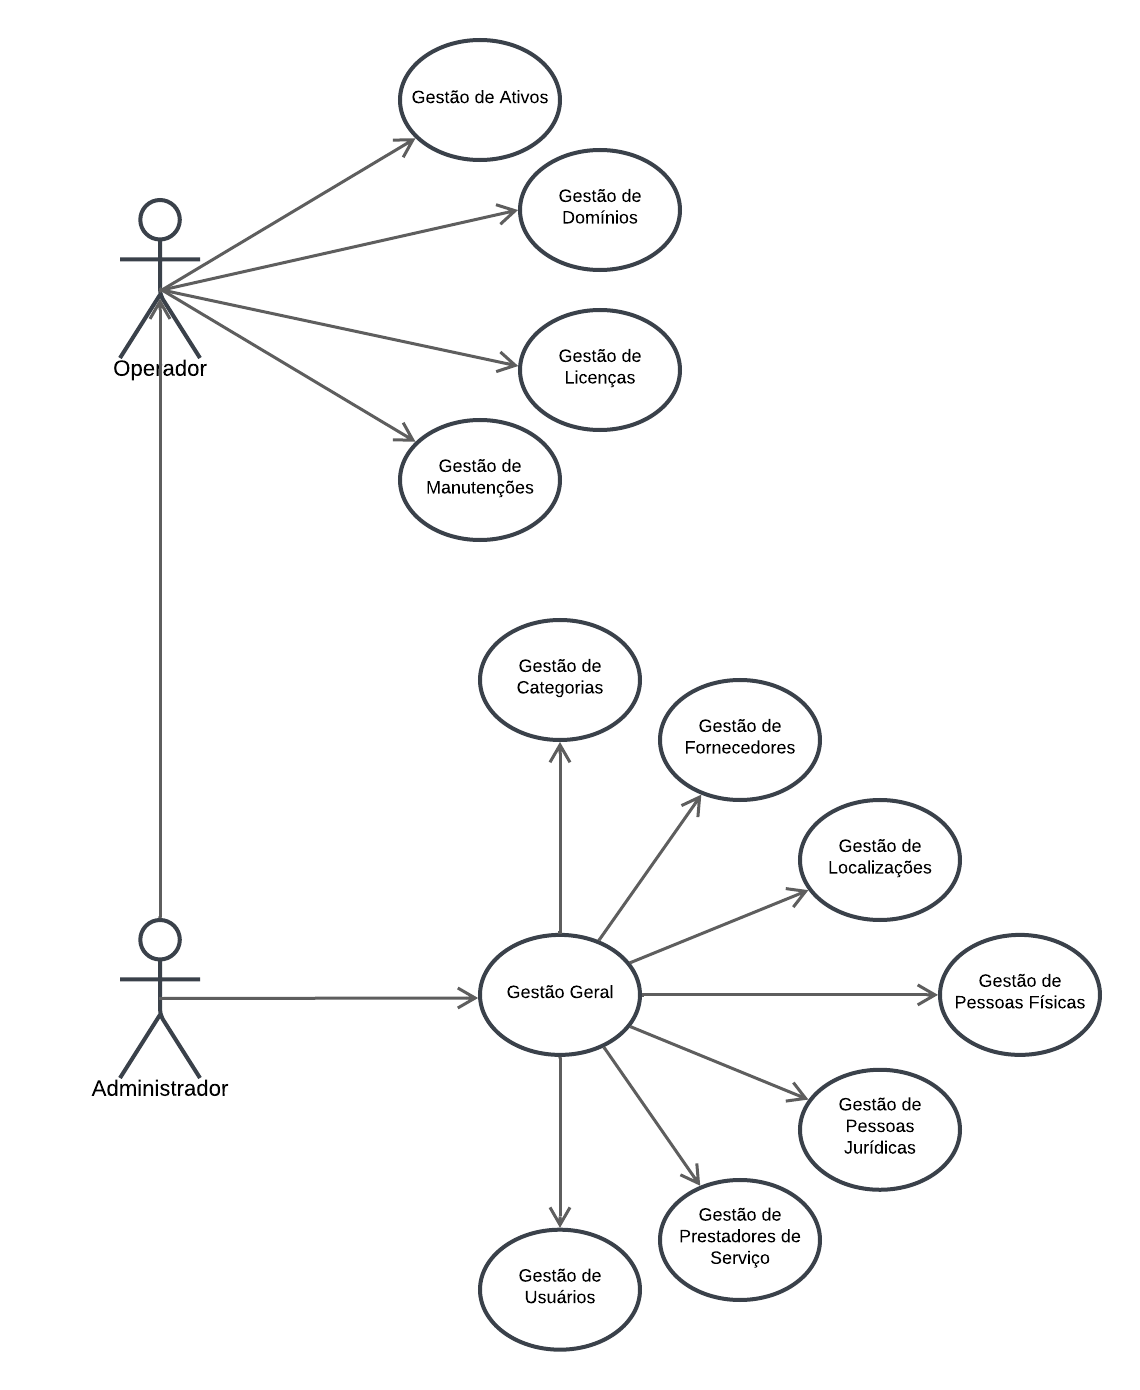 Gestão de Ativos
Gestão de
Domínios
Operador
Gestão de
Licenças
Gestão de
Manutenções
Gestão de
Categorias
Gestão de
Fornecedores
Gestão de
Localizações
Gestão Geral
Gestão de
Pessoas Físicas
Administrador
Gestão de
Pessoas
Jurídicas
Gestão de
Prestadores de
Serviço
Gestão de
Usuários